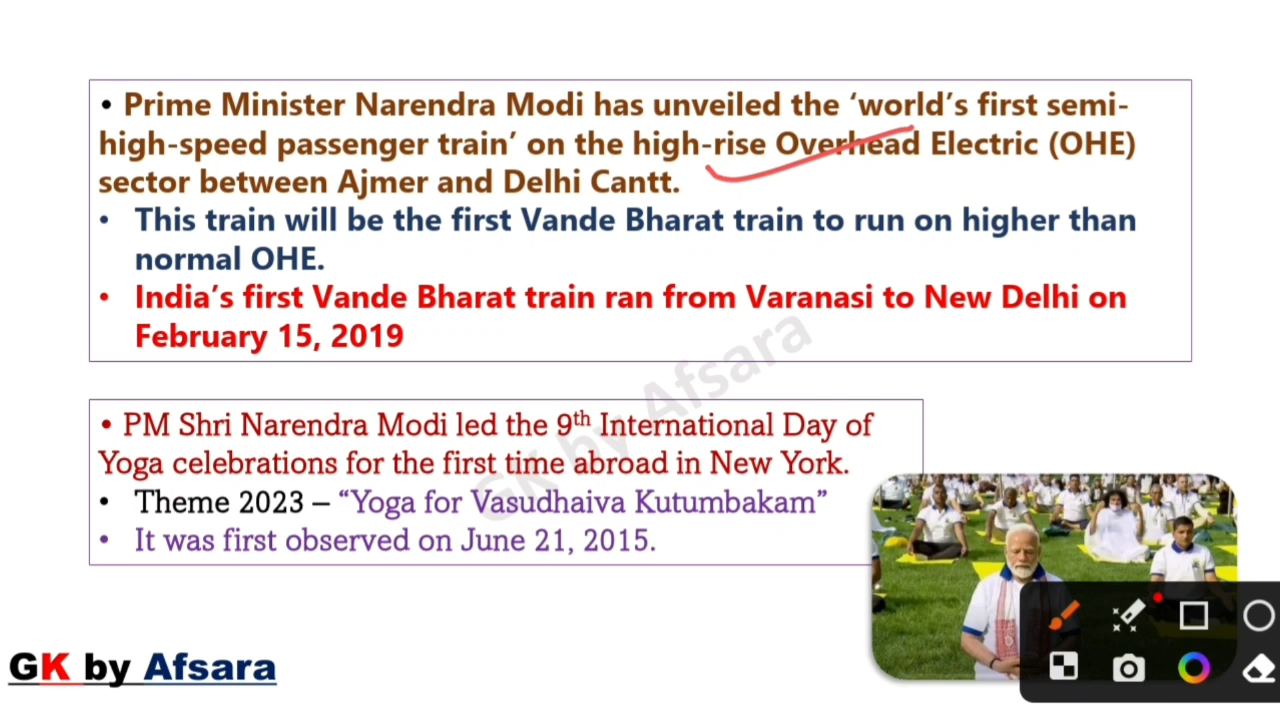 • Prime Minister Narendra Modi has unveiled the ‘world’s first semi-
high-speed passenger train’ on the high-rise Overhead Electric (OHE)
sector between Ajmer and Delhi Cantt.
• This train will be the first Vande Bharat train to run on higher than
normal OHE.
• India’s first Vande Bharat train ran from Varanasi to New Delhi on
February 15, 2019
• PM Shri Narendra Modi led the 9th International Day of
Yoga celebrations for the first time abroad in New York.
• Theme 2023 – “Yoga for Vasudhaiva Kutumbakam”
• It was first observed on June 21, 2015.
GK by Afsara
GK by Afsara